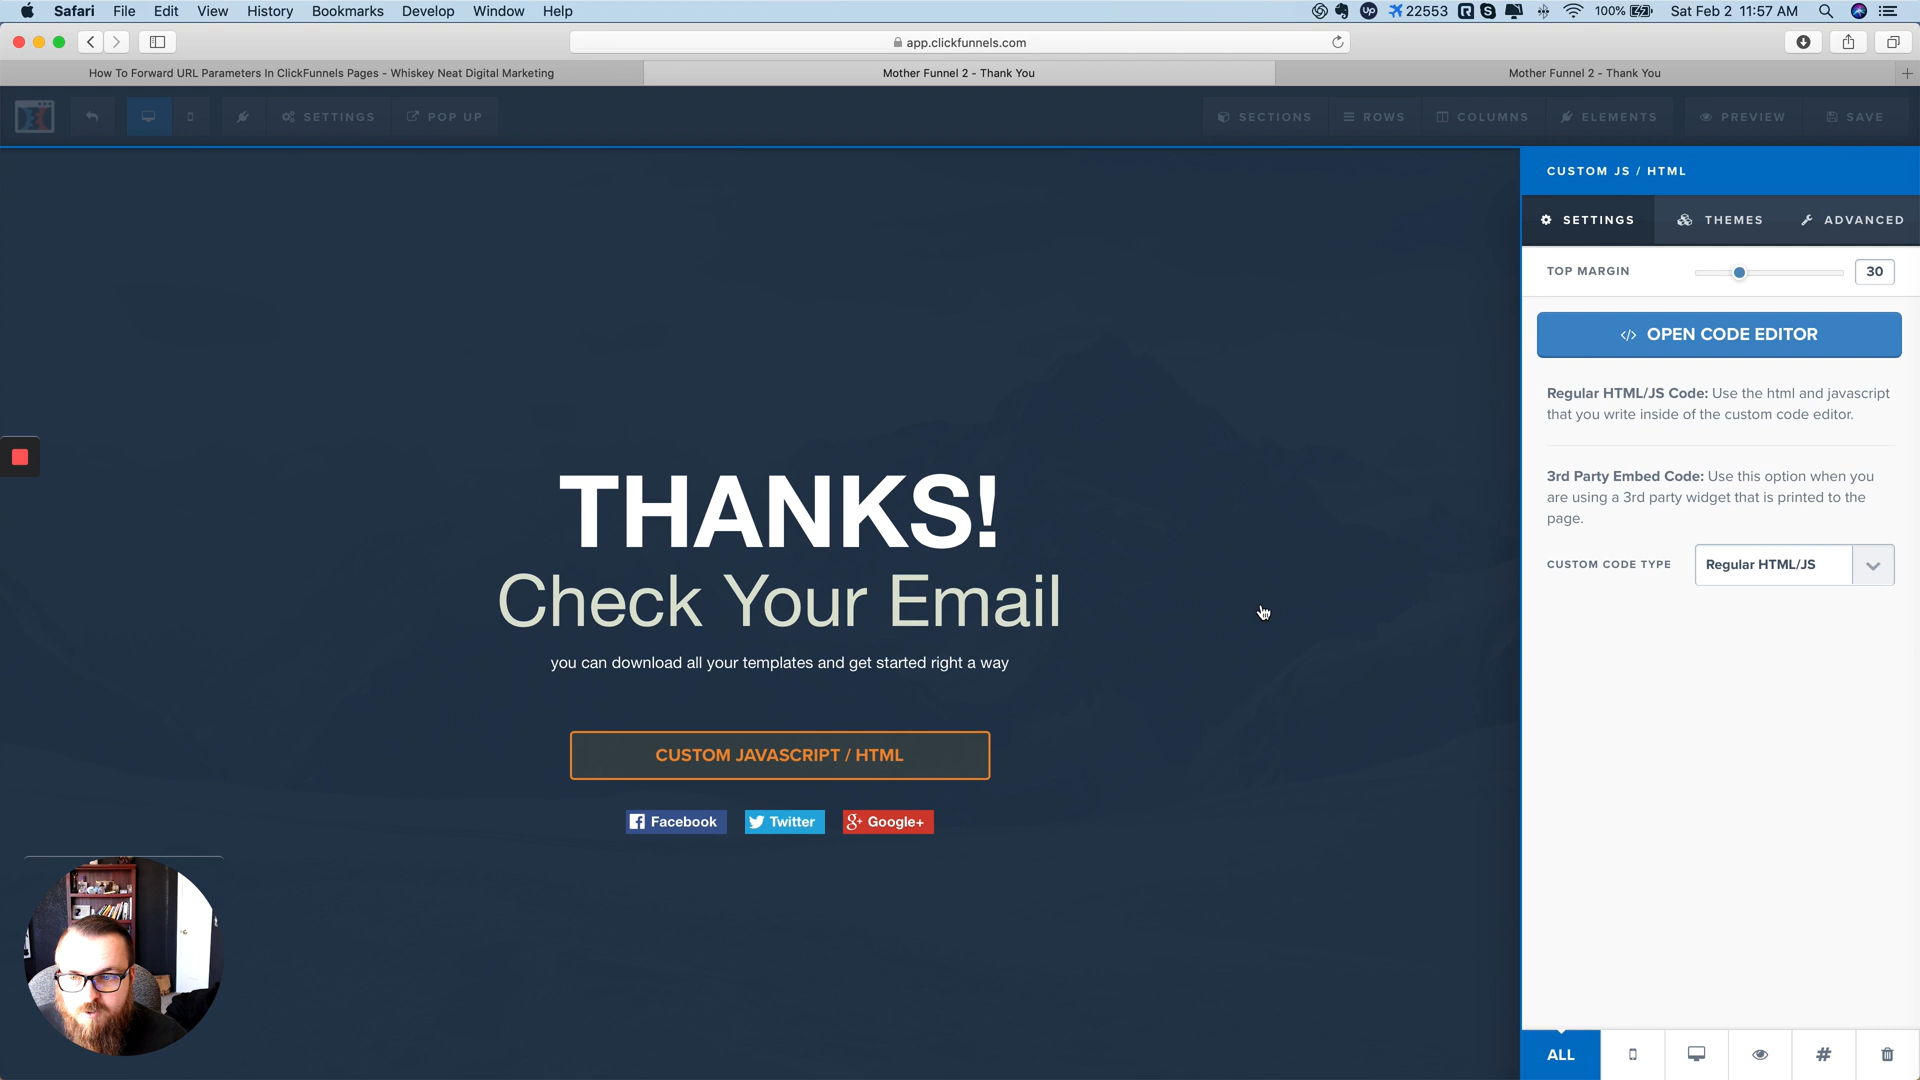 Safari File Edit View History Bookmarks Develop Window Help
22553 100% Sat Feb 2 11:57 AM
app.clickfunnels.com
How To Forward URL Parameters In ClickFunnels Pages - Whiskey Neat Digital Marketing
Mother Funnel 2 - Thank You
Mother Funnel 2 - Thank You
SETTINGS POP UP SECTIONS ROWS COLUMNS ELEMENTS PREVIEW SAVE
CUSTOM JS / HTML
SETTINGS THEMES ADVANCED
TOP MARGIN 30
OPEN CODE EDITOR
Regular HTML/JS Code: Use the html and javascript
that you write inside of the custom code editor.
3rd Party Embed Code: Use this option when you
are using a 3rd party widget that is printed to the
page.
CUSTOM CODE TYPE Regular HTML/JS
THANKS!
Check Your Email
you can download all your templates and get started right a way
CUSTOM JAVASCRIPT / HTML
Facebook Twitter Google+
ALL